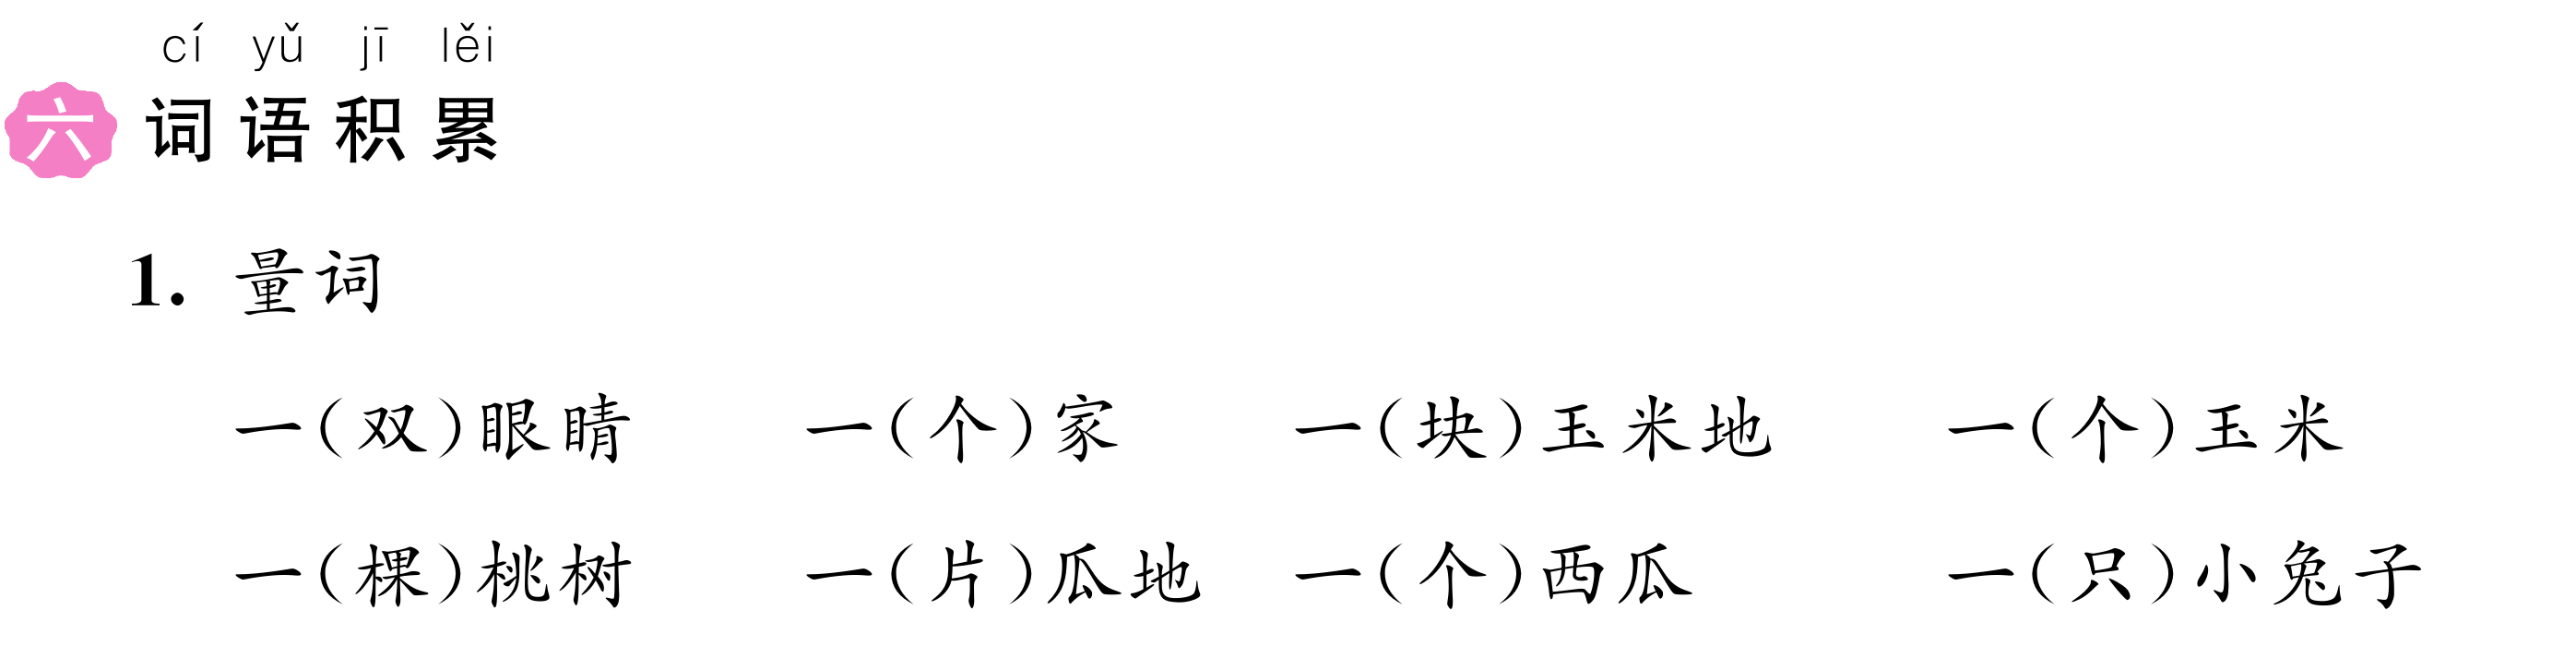 cí yǔ jī lěi
六 词语积累
1. 量词
一(双)眼睛 一(个)家 一(块)玉米地 一(个)玉米
一(棵)桃树 一(片)瓜地 一(个)西瓜 一(只)小兔子